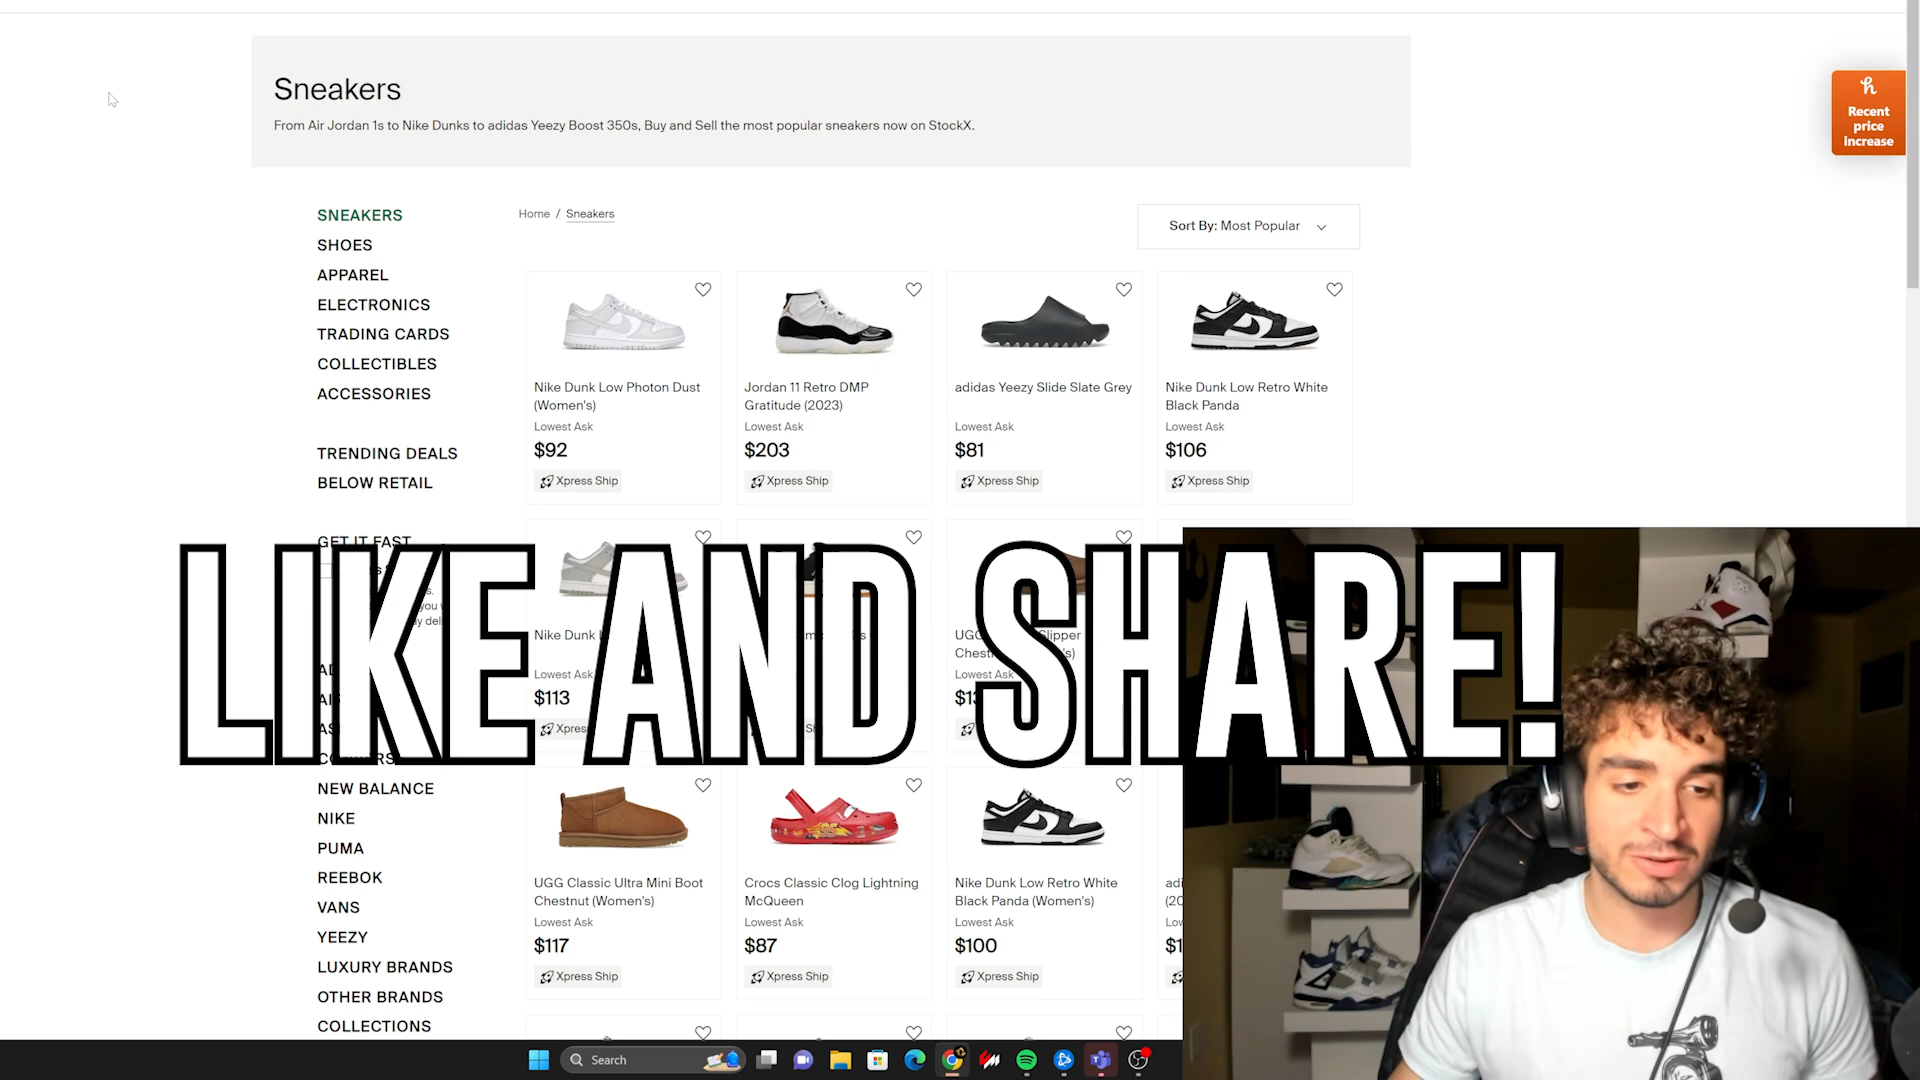 Sneakers
From Air Jordan 1s to Nike Dunks to adidas Yeezy Boost 350s, Buy and Sell the most popular sneakers now on StockX.
Recent
price
increase
SNEAKERS
SHOES
APPAREL
ELECTRONICS
TRADING CARDS
COLLECTIBLES
ACCESSORIES
TRENDING DEALS
BELOW RETAIL
GET IT FAST
Home / Sneakers
Sort By: Most Popular
Nike Dunk Low Photon Dust
(Women's)
Lowest Ask
$92
Xpress Ship
Jordan 11 Retro DMP
Gratitude (2023)
Lowest Ask
$203
Xpress Ship
adidas Yeezy Slide Slate Grey
Lowest Ask
$81
Xpress Ship
Nike Dunk Low Retro White
Black Panda
Lowest Ask
$106
Xpress Ship
LIKE AND SHARE!
Nike Dunk
Lowest Ask
$113
UGG Slipper
Lowest Ask
NEW BALANCE
NIKE
PUMA
REEBOK
VANS
YEEZY
LUXURY BRANDS
OTHER BRANDS
COLLECTIONS
UGG Classic Ultra Mini Boot
Chestnut (Women's)
Lowest Ask
$117
Xpress Ship
Crocs Classic Clog Lightning
McQueen
Lowest Ask
$87
Xpress Ship
Nike Dunk Low Retro White
Black Panda (Women's)
Lowest Ask
$100
Xpress Ship
Search